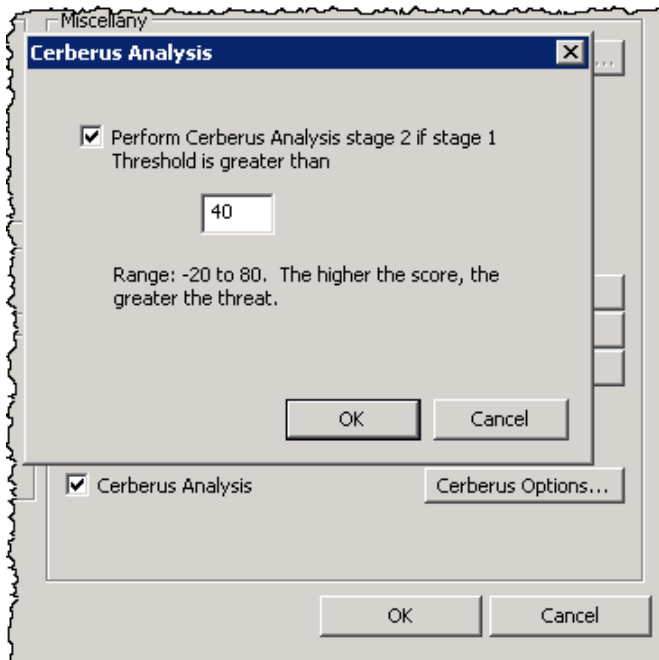 Miscellany
Cerberus Analysis
...
Perform Cerberus Analysis stage 2 if stage 1
Threshold is greater than
40
Range: -20 to 80.  The higher the score, the
greater the threat.
OK Cancel
Cerberus Analysis Cerberus Options...
OK Cancel